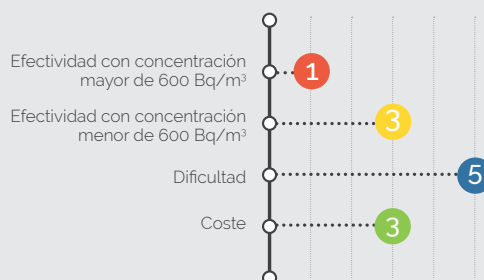 Efectividad con concentración
mayor de 600 Bq/m³
1
Efectividad con concentración
menor de 600 Bq/m³
3
Dificultad
5
Coste
3